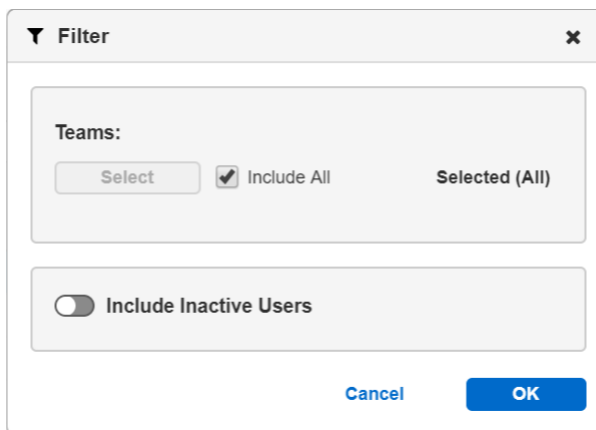 Filter
Teams:
Select Include All Selected (All)
Include Inactive Users
Cancel OK